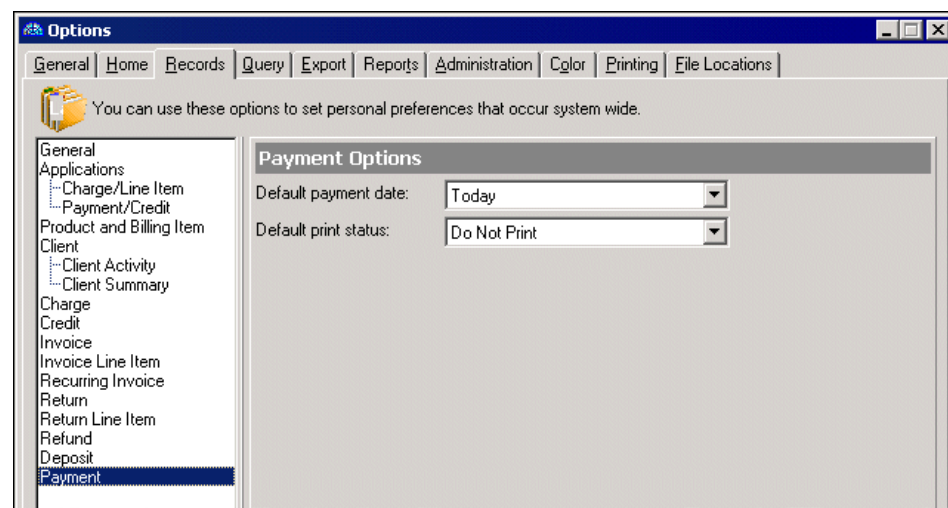 Options
General Home Records Query Export Reports Administration Color Printing File Locations
You can use these options to set personal preferences that occur system wide.
General
Applications
Charge/Line Item
Payment/Credit
Product and Billing Item
Client
Client Activity
Client Summary
Charge
Credit
Invoice
Invoice Line Item
Recurring Invoice
Return
Return Line Item
Refund
Deposit
Payment
Payment Options
Default payment date: Today
Default print status: Do Not Print